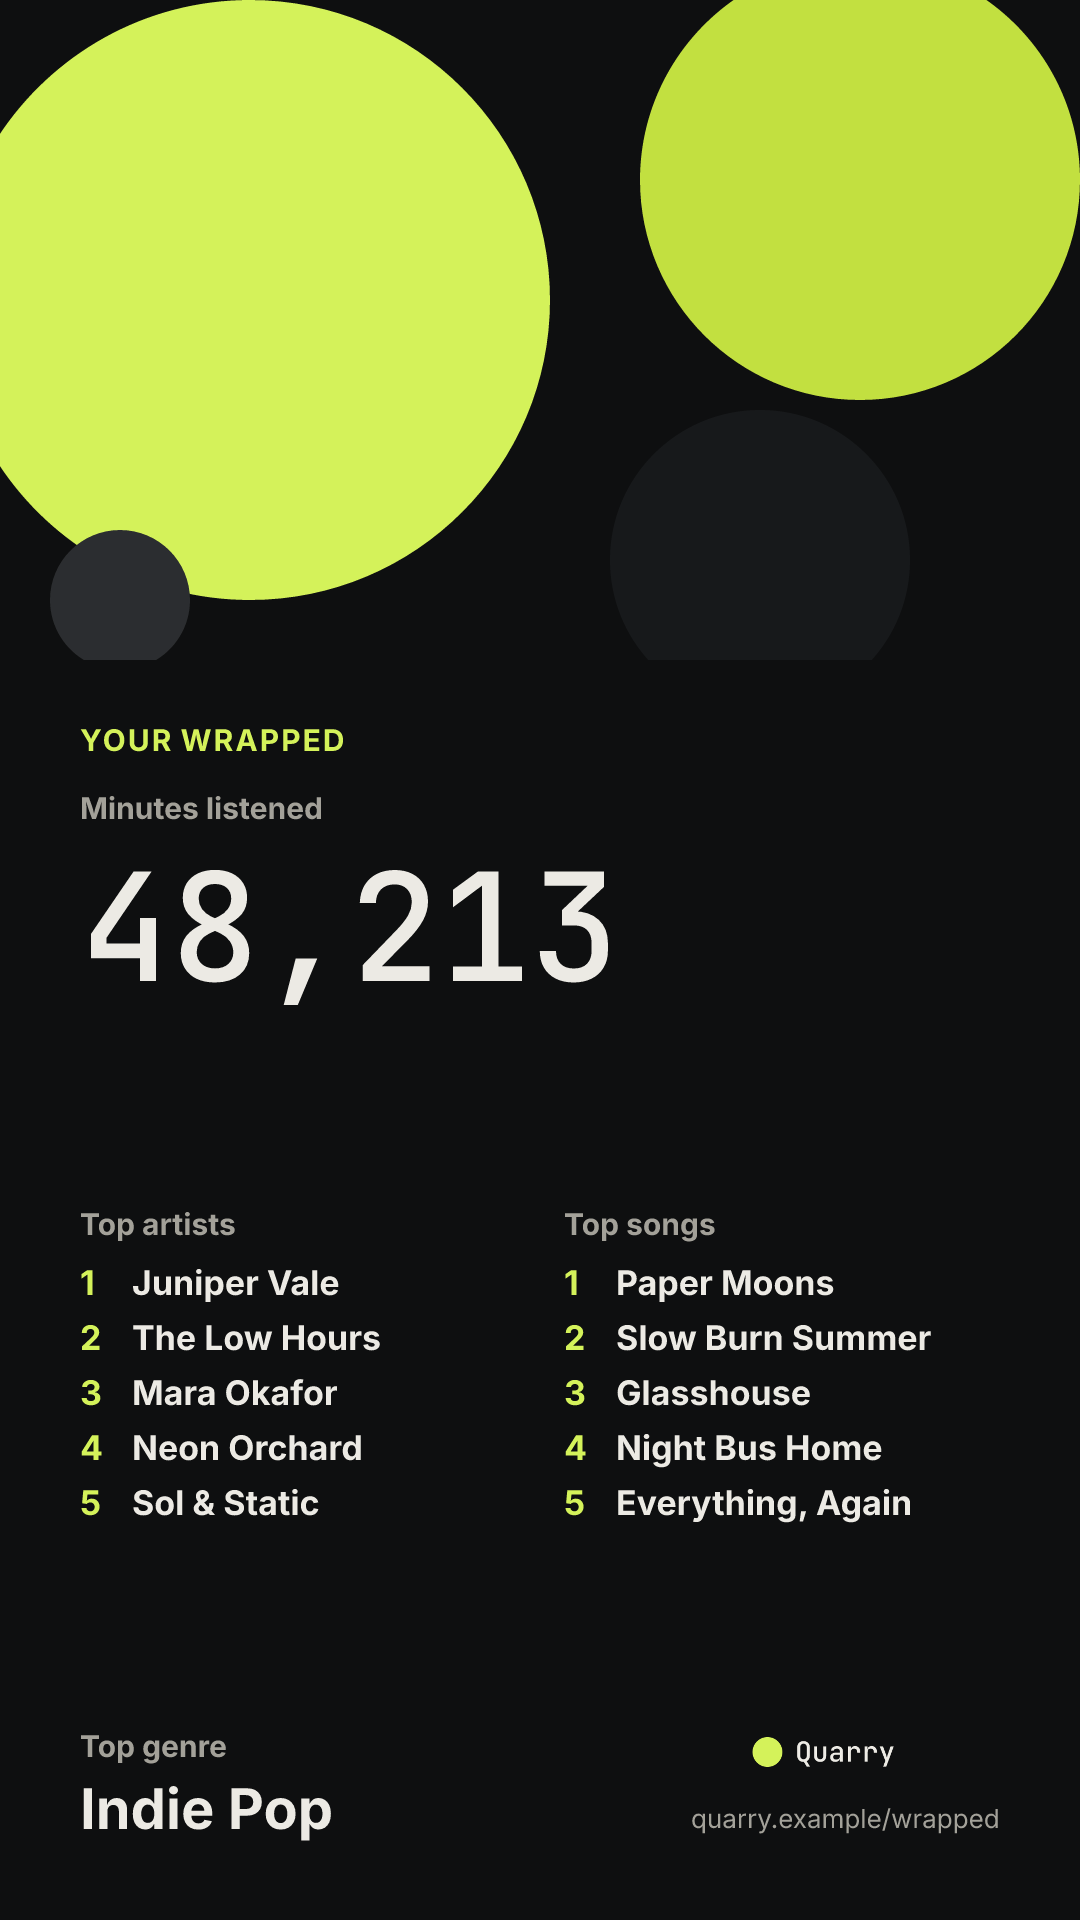 YOUR WRAPPED
Minutes listened
48,213
Top artists
1 Juniper Vale
2 The Low Hours
3 Mara Okafor
4 Neon Orchard
5 Sol & Static
Top songs
1 Paper Moons
2 Slow Burn Summer
3 Glasshouse
4 Night Bus Home
5 Everything, Again
Top genre
Indie Pop
Quarry
quarry.example/wrapped